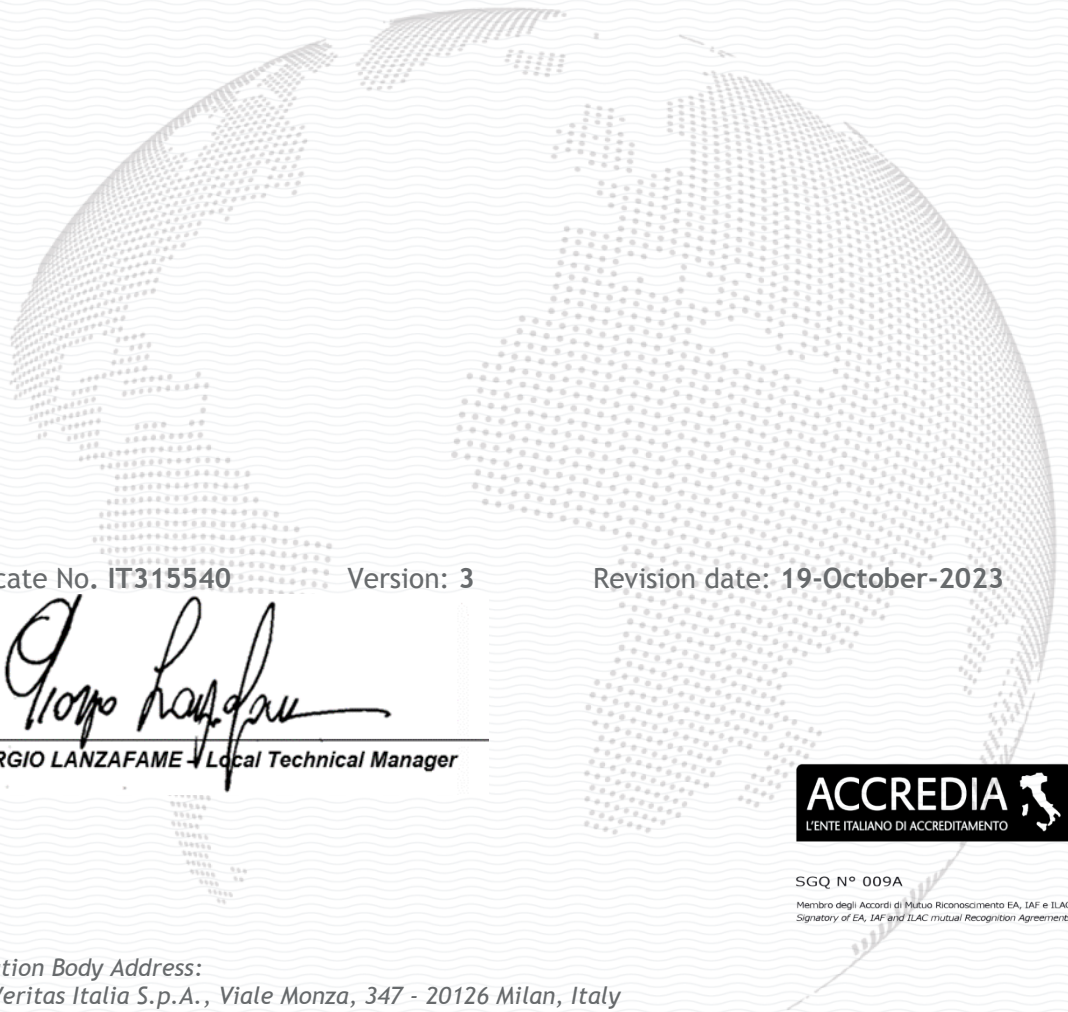 cate No. IT315540 Version: 3 Revision date: 19-October-2023
RGIO LANZAFAME - Local Technical Manager
ACCREDIA
L'ENTE ITALIANO DI ACCREDITAMENTO
SGQ N° 009A
Membro degli Accordi di Mutuo Riconoscimento EA, IAF e ILAC
Signatory of EA, IAF and ILAC mutual Recognition Agreements
tion Body Address:
Veritas Italia S.p.A., Viale Monza, 347 - 20126 Milan, Italy